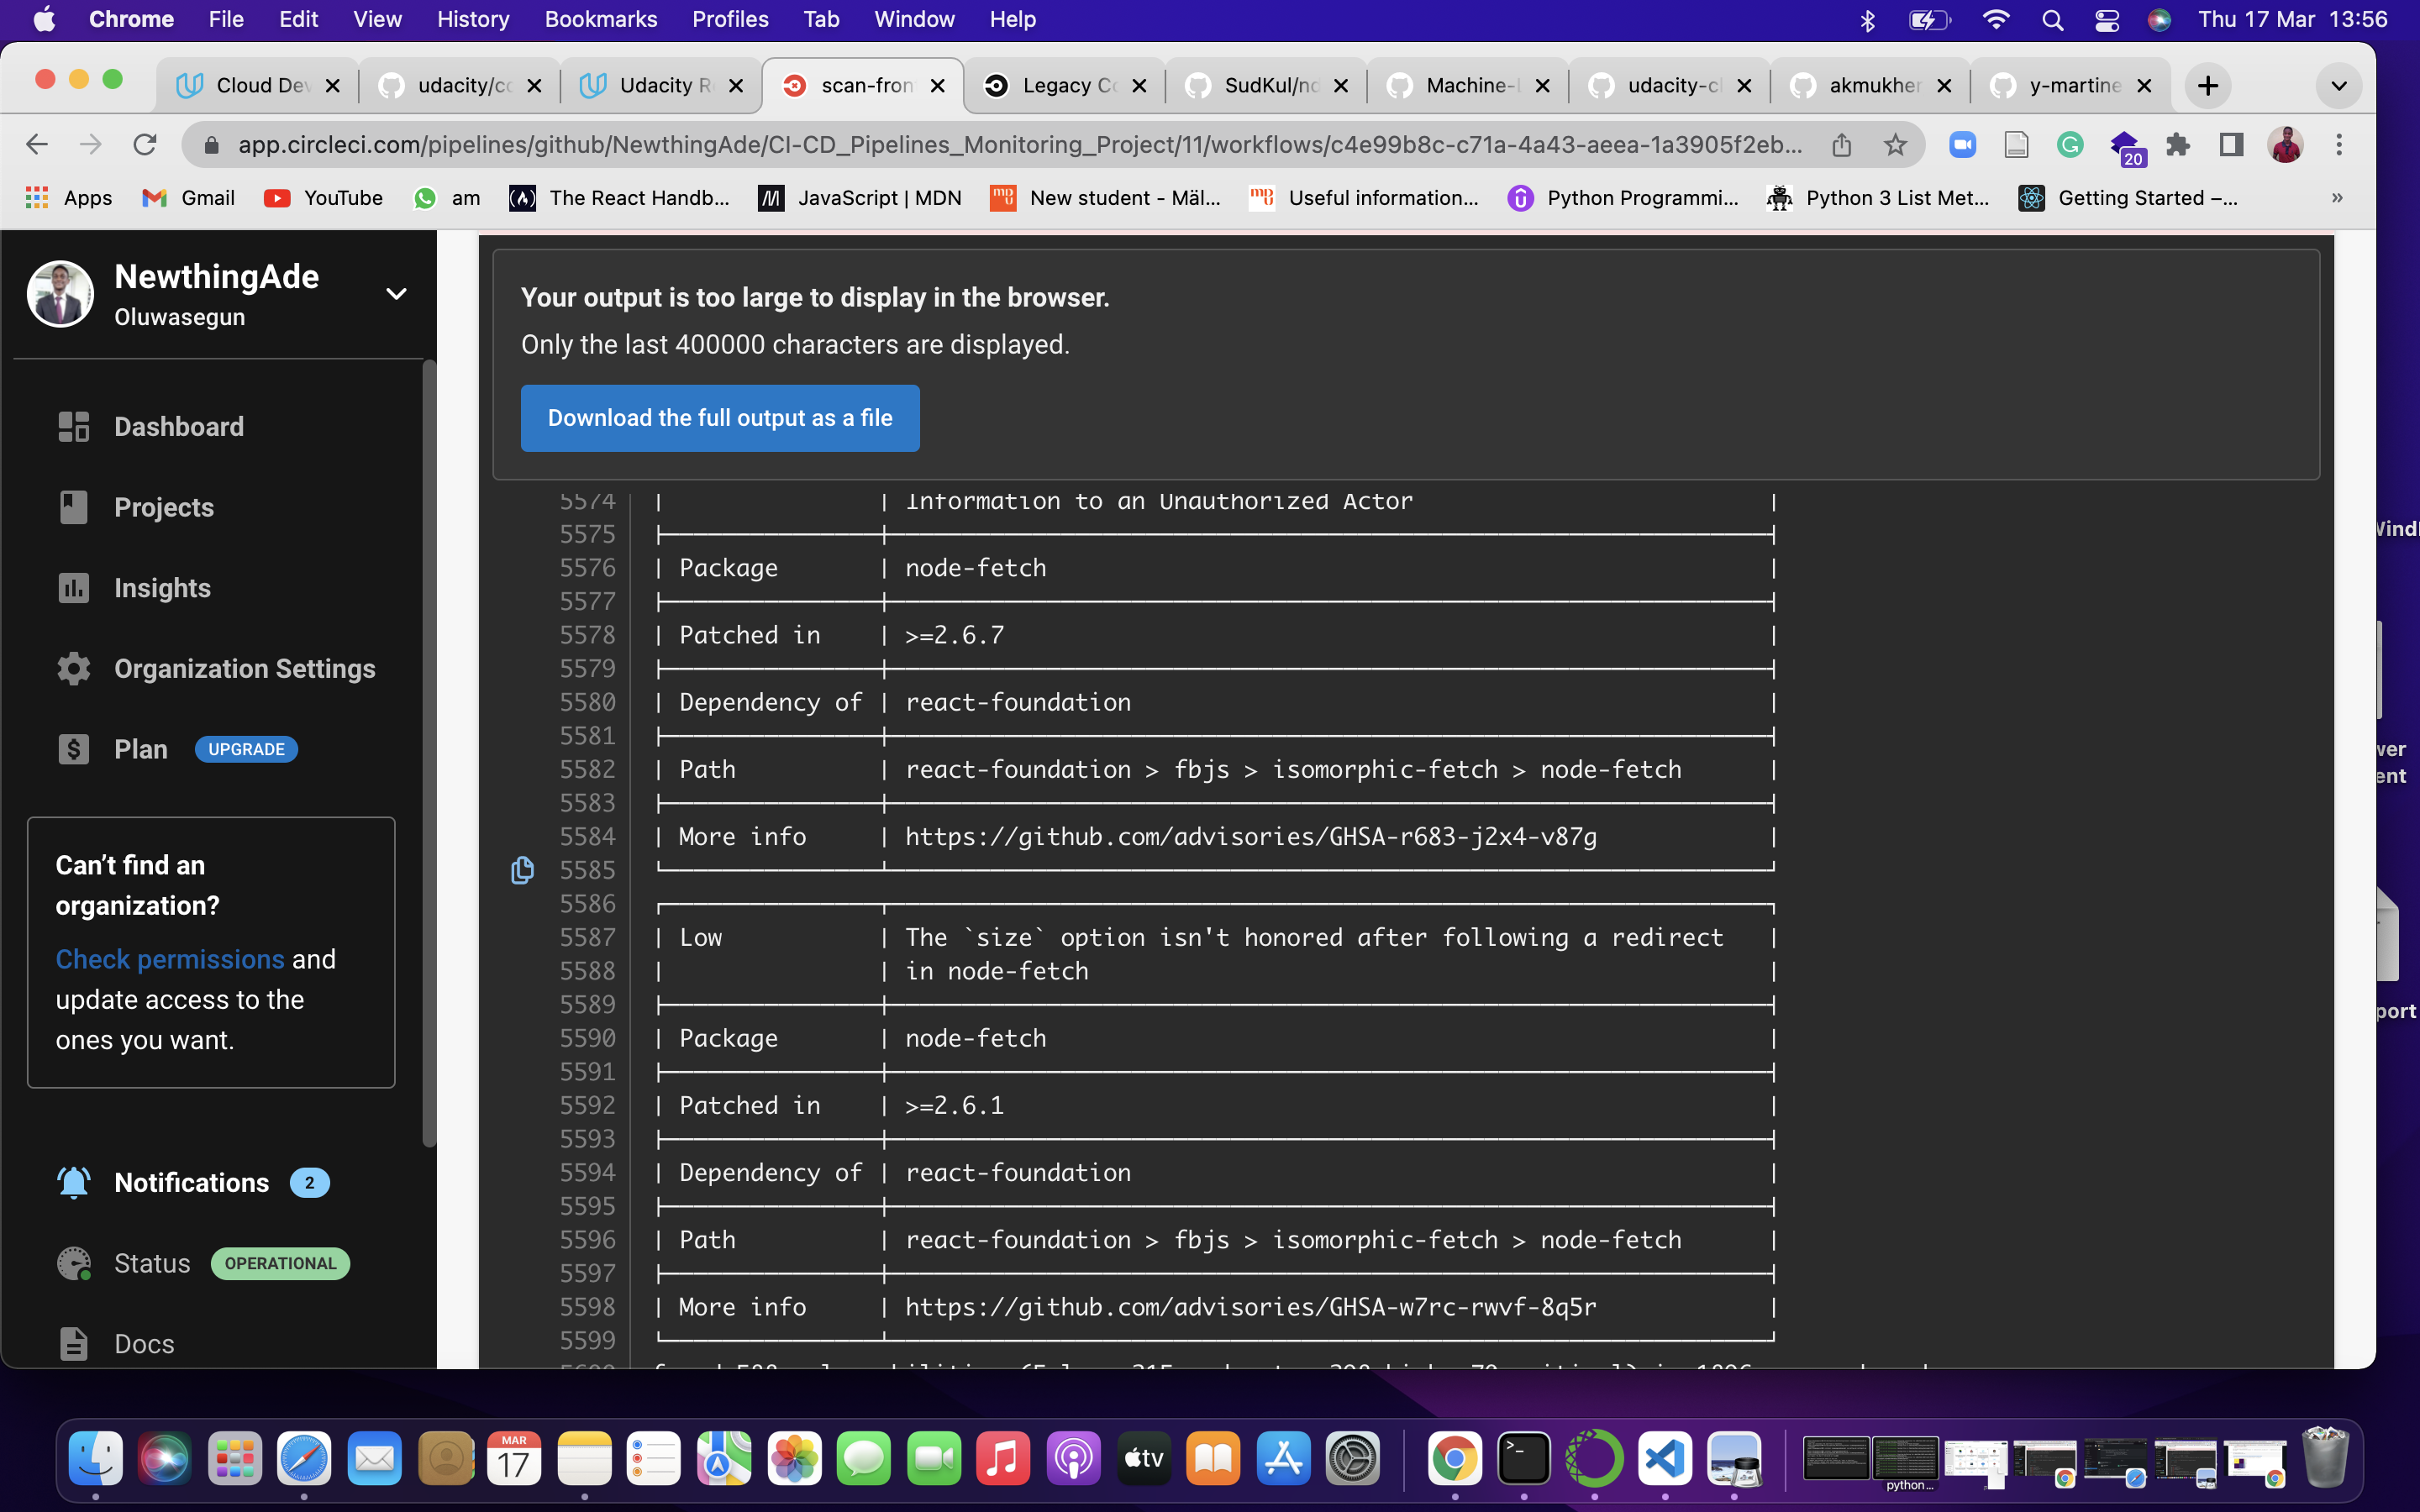 Chrome File Edit View History Bookmarks Profiles Tab Window Help Thu 17 Mar 13:56
Cloud De udacity/c Udacity R scan-fron Legacy C SudKul/nd Machine- udacity-c akmukher y-martine
app.circleci.com/pipelines/github/NewthingAde/CI-CD_Pipelines_Monitoring_Project/11/workflows/c4e99b8c-c71a-4a43-aeea-1a3905f2eb... 20
Apps Gmail YouTube am The React Handb... JavaScript | MDN New student - Mäl... Useful information... Python Programmi... Python 3 List Met... Getting Started –... »
NewthingAde
Oluwasegun
Dashboard
Projects
Insights
Organization Settings
Plan UPGRADE
Can't find an
organization?
Check permissions and
update access to the
ones you want.
Notifications 2
Status OPERATIONAL
Docs
Your output is too large to display in the browser.
Only the last 400000 characters are displayed.
Download the full output as a file
5574 | | Information to an Unauthorized Actor |
5575
5576 | Package | node-fetch |
5577
5578 | Patched in | >=2.6.7 |
5579
5580 | Dependency of | react-foundation |
5581
5582 | Path | react-foundation > fbjs > isomorphic-fetch > node-fetch |
5583
5584 | More info | https://github.com/advisories/GHSA-r683-j2x4-v87g |
5585
5586
5587 | Low | The `size` option isn't honored after following a redirect |
5588 | | in node-fetch |
5589
5590 | Package | node-fetch |
5591
5592 | Patched in | >=2.6.1 |
5593
5594 | Dependency of | react-foundation |
5595
5596 | Path | react-foundation > fbjs > isomorphic-fetch > node-fetch |
5597
5598 | More info | https://github.com/advisories/GHSA-w7rc-rwvf-8q5r |
5599
MAR
17
tv
python...